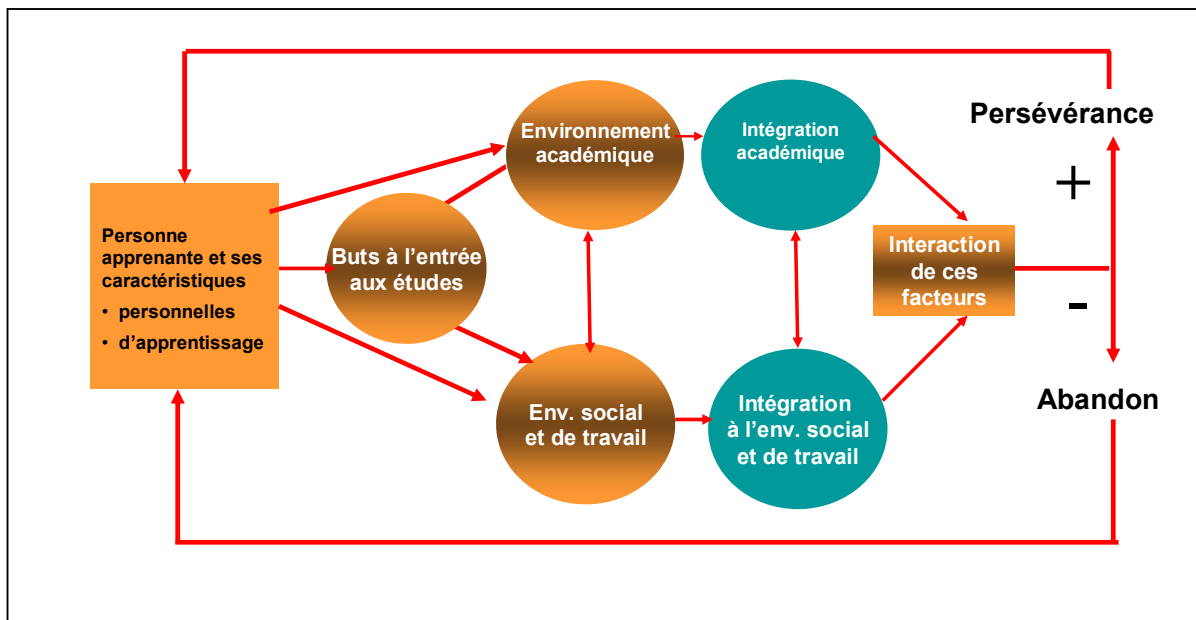 Personne
apprenante et ses
caractéristiques
• personnelles
• d'apprentissage
Buts à l'entrée
aux études
Environnement
académique
Env. social
et de travail
Intégration
académique
Intégration
à l'env. social
et de travail
Interaction
de ces
facteurs
Persévérance
+
-
Abandon